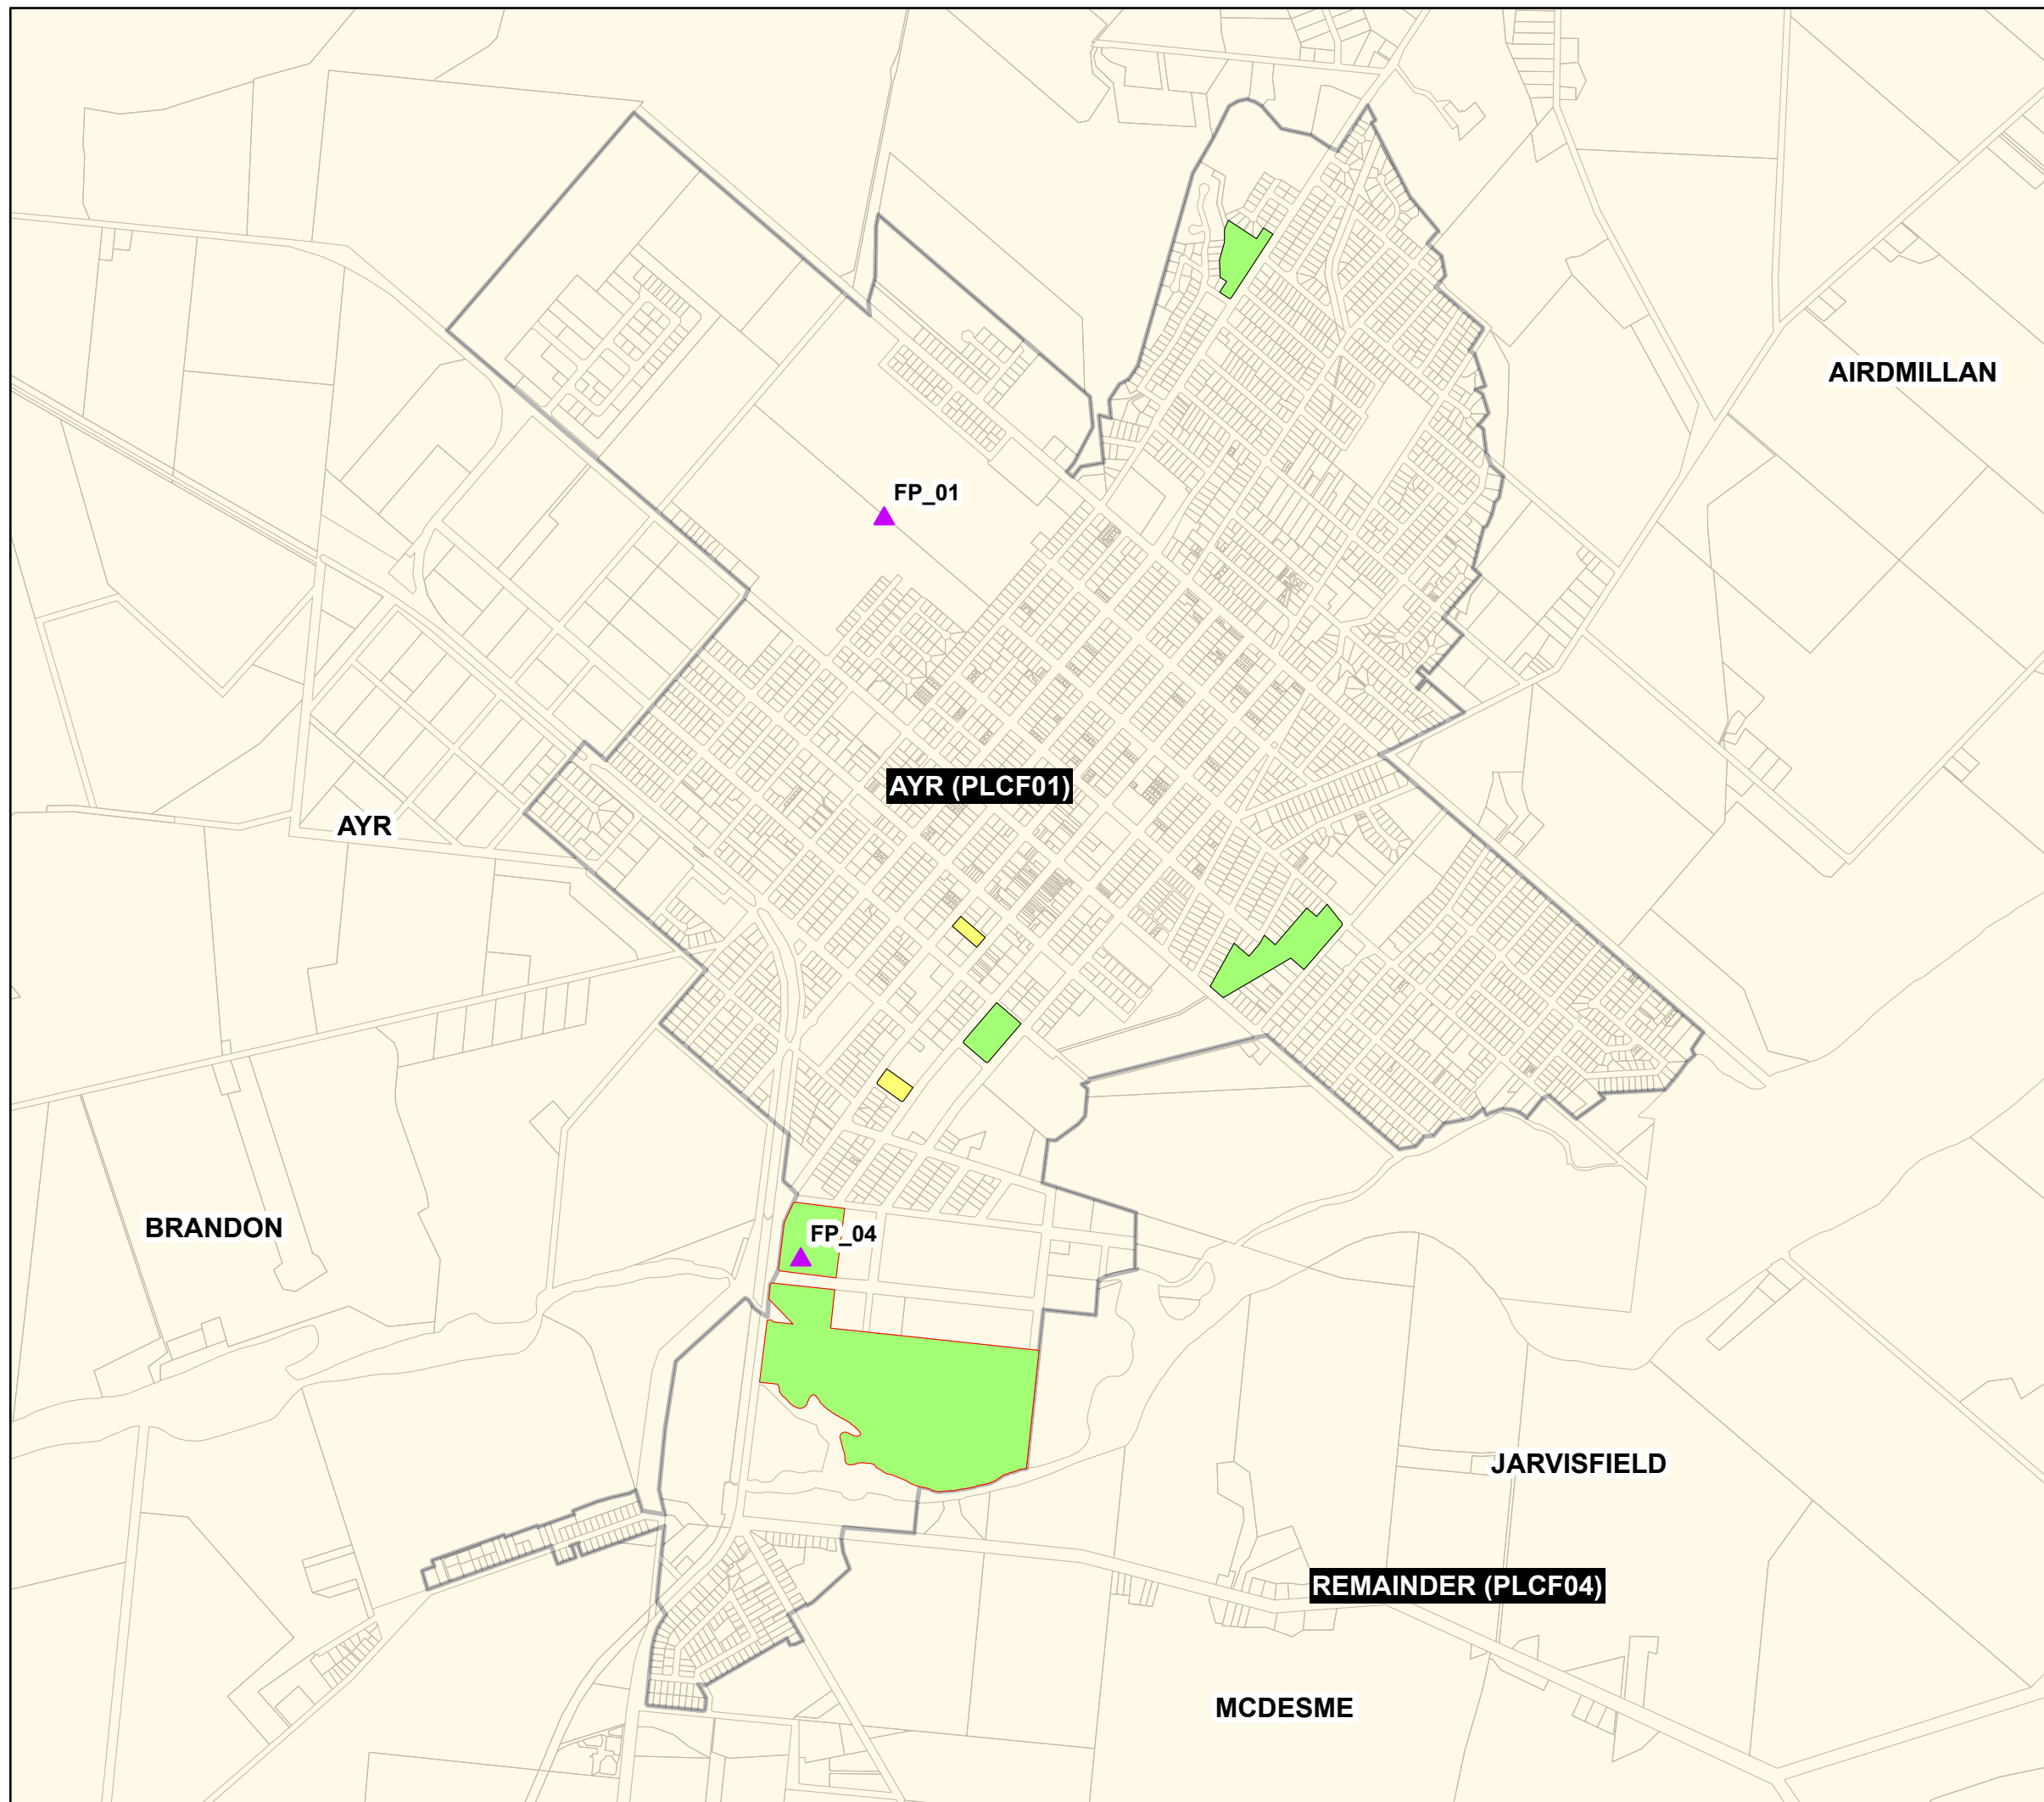 AIRDMILLAN
FP_01
AYR (PLCF01)
AYR
BRANDON
FP_04
JARVISFIELD
REMAINDER (PLCF04)
MCDESME